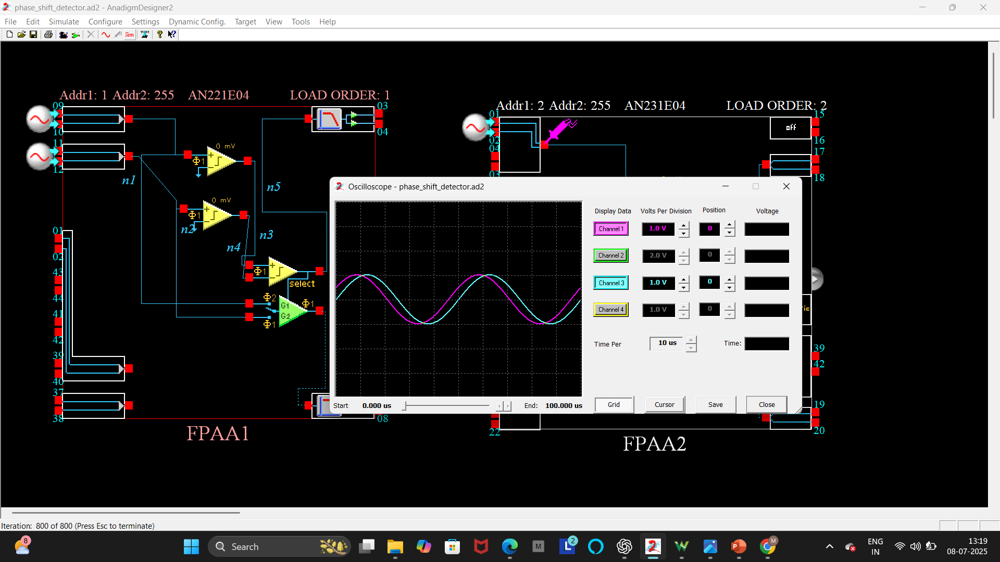 phase_shift_detector.ad2 - AnadigmDesigner2
File Edit Simulate Configure Settings Dynamic Config. Target View Tools Help
Sim
Addr1: 1 Addr2: 255 AN221E04 LOAD ORDER: 1
Addr1: 2 Addr2: 255 AN231E04 LOAD ORDER: 2
09
10
11
12
03
04
01
02
04
03
15
16
17
18
off
0 mV
Φ1
n1
n5
0 mV
Φ1
n2
n3
n4
Φ1
select
Φ2
Φ1
G1
G2
Φ1
01
02
43
44
41
42
39
40
37
38
08
FPAA1
39
42
19
20
22
FPAA2
Oscilloscope - phase_shift_detector.ad2
Display Data Volts Per Division Position Voltage
Channel 1 1.0 V 0
Channel 2 2.0 V 0
Channel 3 1.0 V 0
Channel 4 1.0 V 0
Time Per 10 us Time:
Start 0.000 us End: 100.000 us
Grid Cursor Save Close
Iteration: 800 of 800 (Press Esc to terminate)
8
Search
M
L
2
P
M
ENG
IN
13:19
08-07-2025